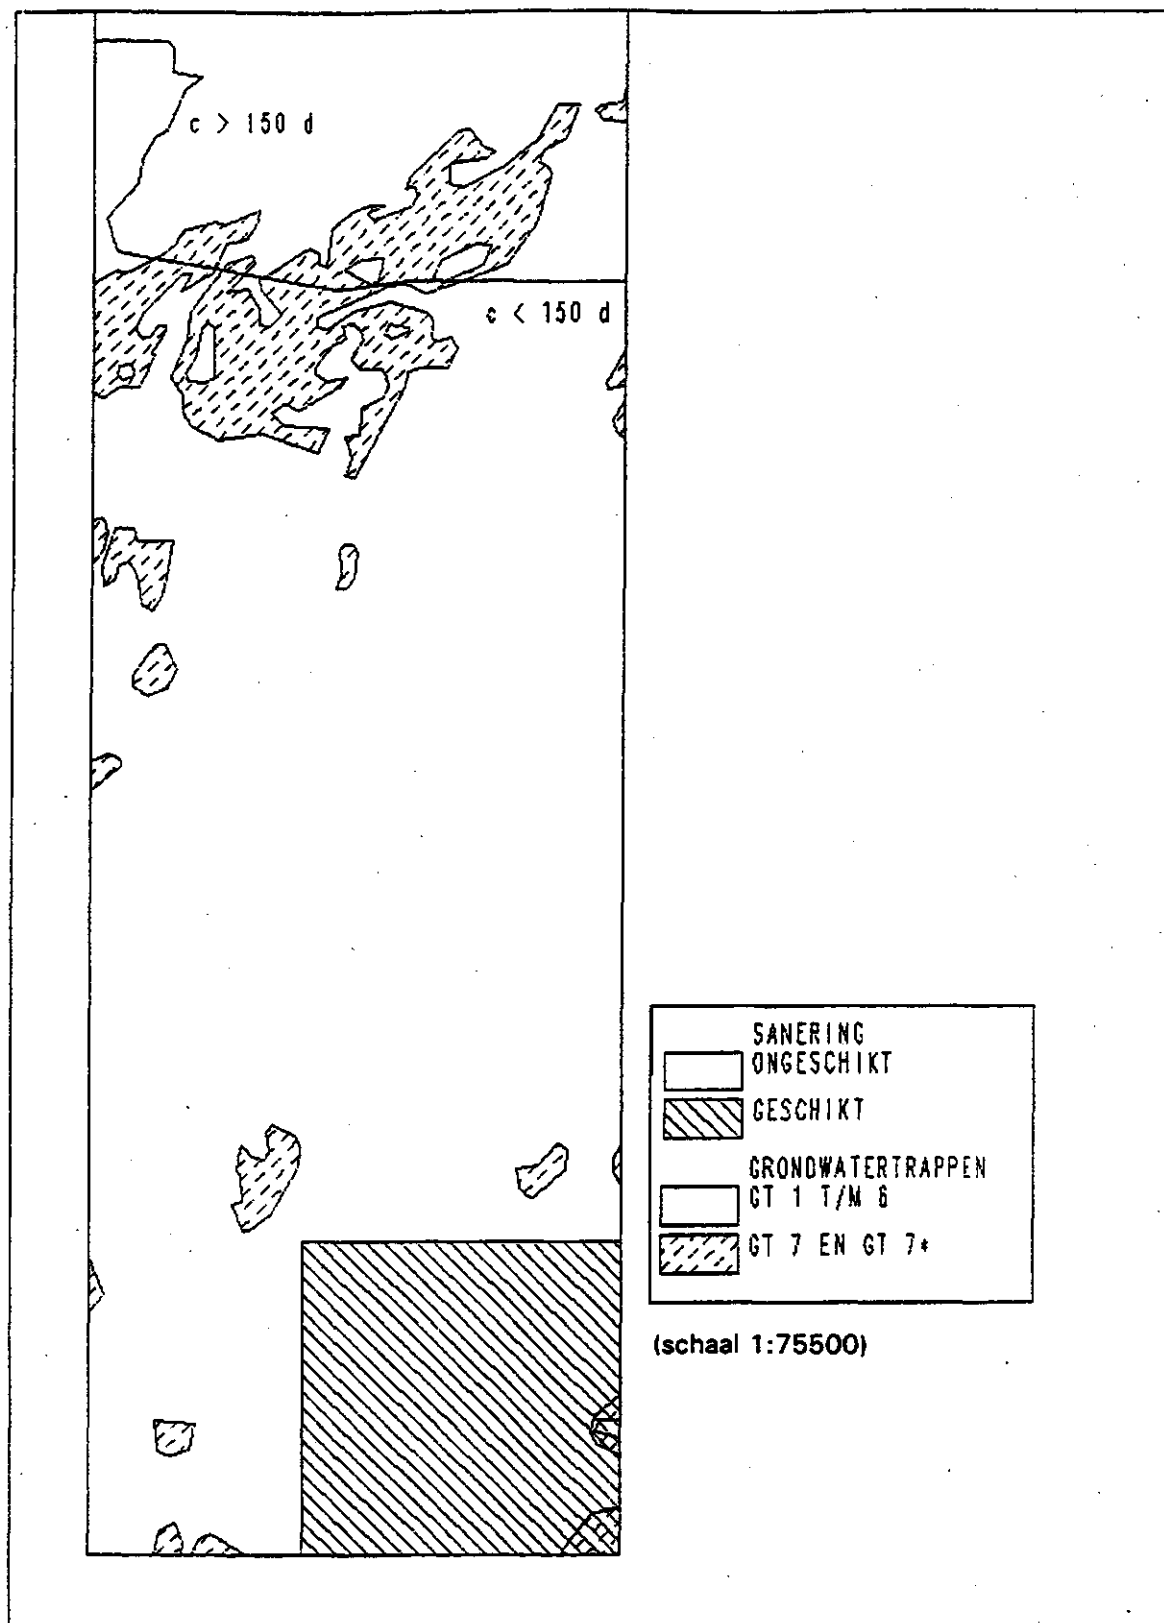 c > 150 d
c < 150 d
SANERING
ONGESCHIKT
GESCHIKT
GRONDWATERTRAPPEN
GT 1 T/M 6
GT 7 EN GT 7*
(schaal 1:75500)